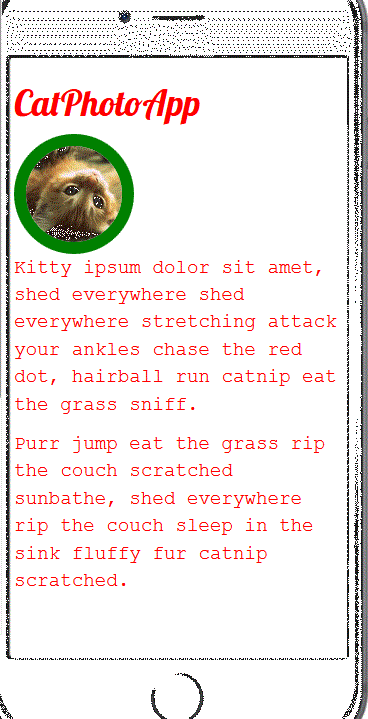 CatPhotoApp
Kitty ipsum dolor sit amet,
shed everywhere shed
everywhere stretching attack
your ankles chase the red
dot, hairball run catnip eat
the grass sniff.
Purr jump eat the grass rip
the couch scratched
sunbathe, shed everywhere
rip the couch sleep in the
sink fluffy fur catnip
scratched.